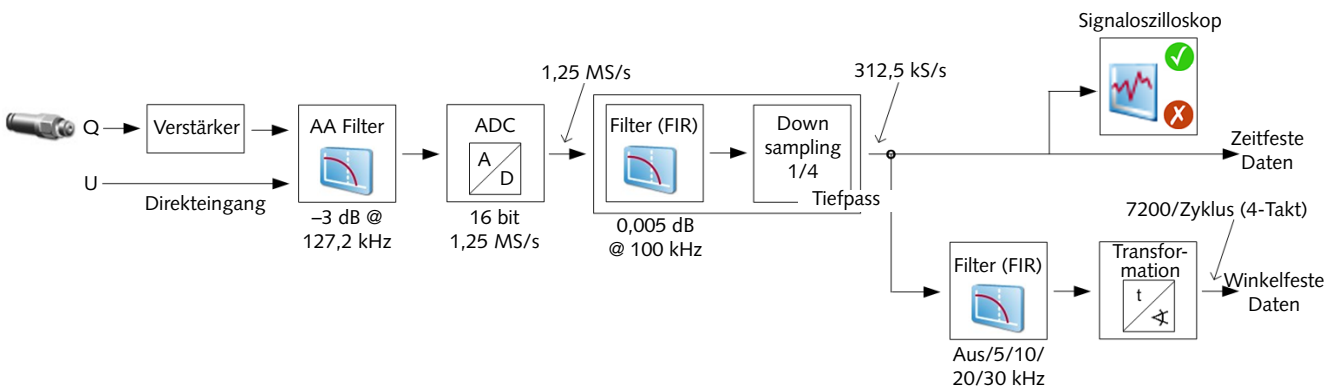 Signaloszilloskop
1,25 MS/s
312,5 kS/s
Q
Verstärker
AA Filter
ADC
A
D
Filter (FIR)
Down
sampling
1/4
Tiefpass
Zeitfeste
Daten
U
Direkteingang
–3 dB @
127,2 kHz
16 bit
1,25 MS/s
0,005 dB
@ 100 kHz
7200/Zyklus (4-Takt)
Filter (FIR)
Transfor-
mation
t
∢
Winkelfeste
Daten
Aus/5/10/
20/30 kHz